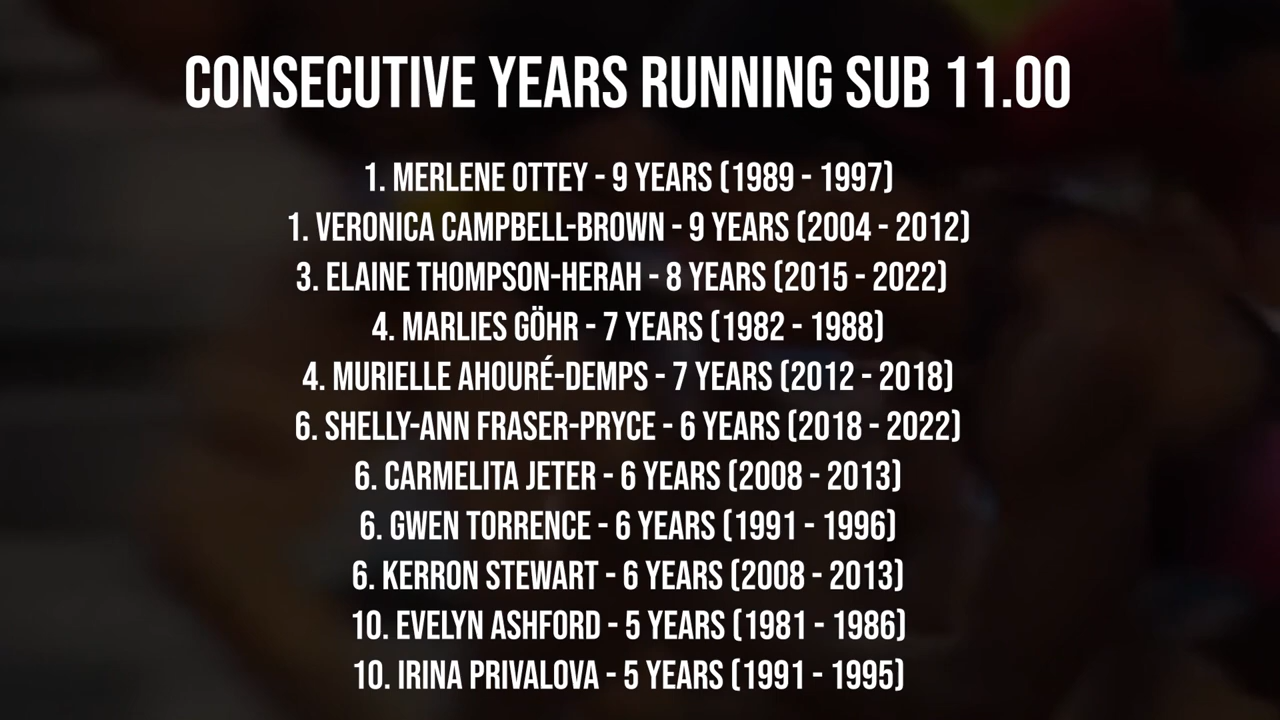 CONSECUTIVE YEARS RUNNING SUB 11.00
1. MERLENE OTTEY - 9 YEARS (1989 - 1997)
1. VERONICA CAMPBELL-BROWN - 9 YEARS (2004 - 2012)
3. ELAINE THOMPSON-HERAH - 8 YEARS (2015 - 2022)
4. MARLIES GÖHR - 7 YEARS (1982 - 1988)
4. MURIELLE AHOURÉ-DEMPS - 7 YEARS (2012 - 2018)
6. SHELLY-ANN FRASER-PRYCE - 6 YEARS (2018 - 2022)
6. CARMELITA JETER - 6 YEARS (2008 - 2013)
6. GWEN TORRENCE - 6 YEARS (1991 - 1996)
6. KERRON STEWART - 6 YEARS (2008 - 2013)
10. EVELYN ASHFORD - 5 YEARS (1981 - 1986)
10. IRINA PRIVALOVA - 5 YEARS (1991 - 1995)